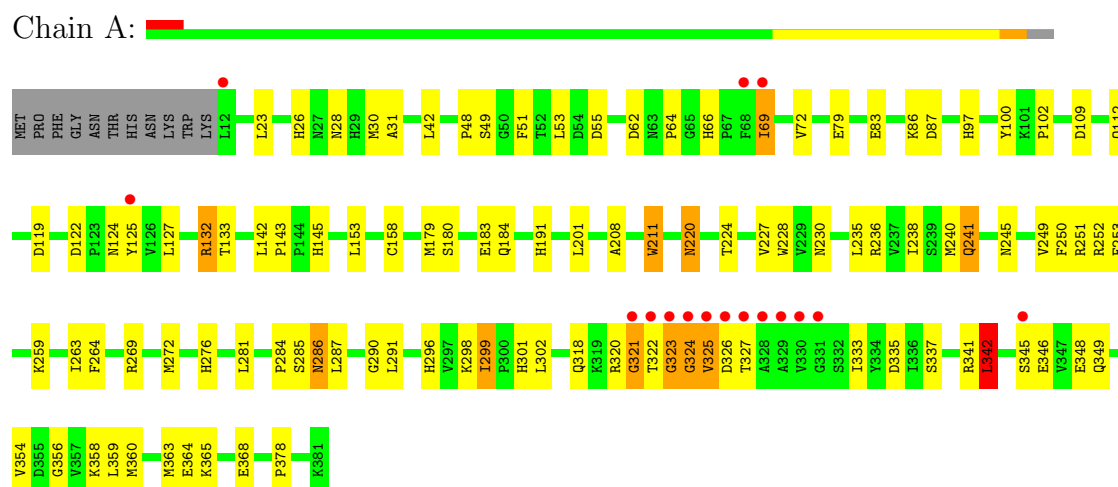 Chain A:
MET PRO PHE GLY ASN THR HIS ASN LYS TRP LYS L12 L23 H26 N27 N28 H29 M30 A31 L42 P48 S49 G50 F51 T52 L53 D54 D55 D62 N63 P64 G65 H66 P67 F68 I69 V72 E79 E83 K86 D87 H97 Y100 K101 P102 D109
D119 D122 P123 N124 Y125 V126 L127 R132 T133 L142 P143 P144 H145 L153 C158 M179 S180 E183 Q184 H191 L201 A208 W211 N220 T224 V227 W228 V229 N230 L235 R236 V237 I238 S239 M240 Q241 N245 V249 F250 R251 R252
K259 I263 F264 R269 M272 H276 L281 P284 S285 N286 L287 G290 L291 H296 V297 K298 I299 P300 H301 L302 Q318 K319 R320 G321 T322 G323 G324 V325 D326 T327 A328 A329 V330 G331 S332 I333 Y334 D335 I336 S337 R341 L342 S345 E346 V347 E348 Q349
V354 D355 G356 V357 K358 L359 M360 M363 E364 K365 E368 P378 K381